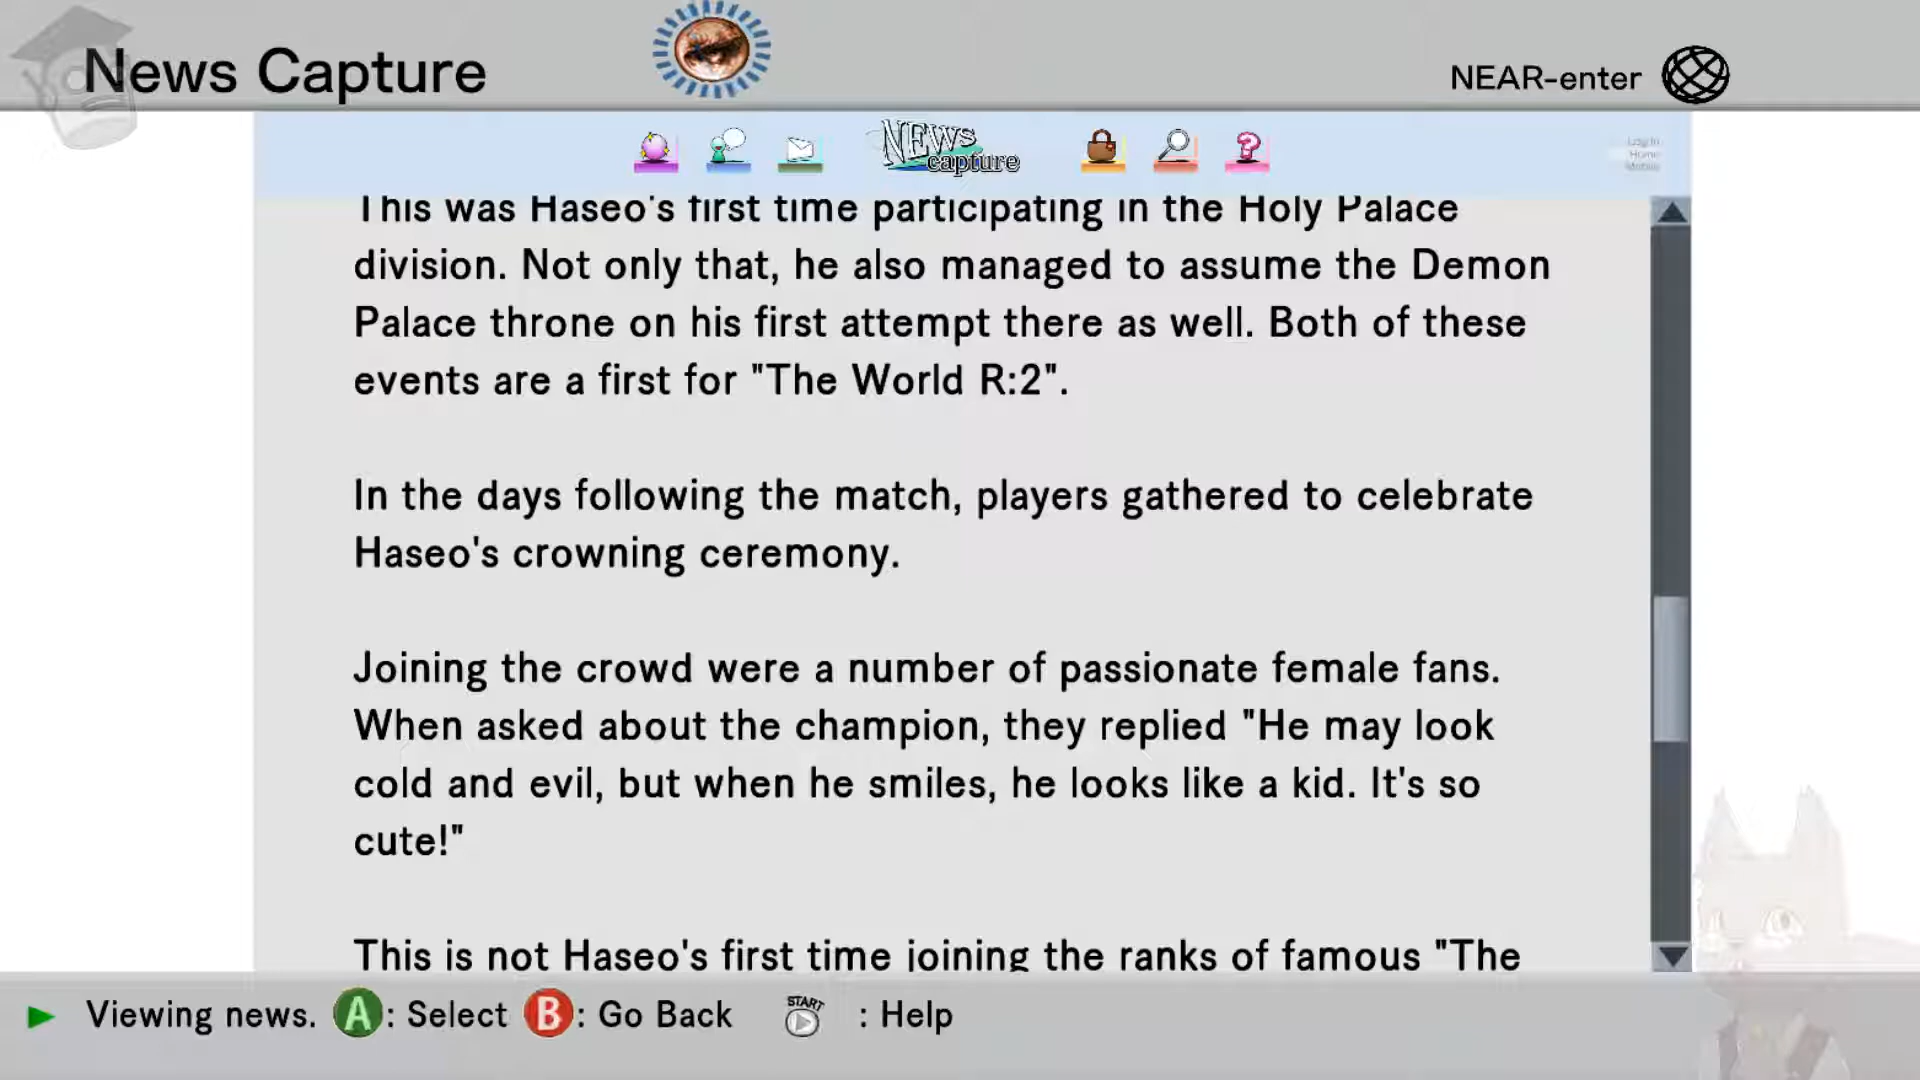 News Capture
NEAR-enter
NEWS
capture
Log In
Home
This was Haseo's first time participating in the Holy Palace
division. Not only that, he also managed to assume the Demon
Palace throne on his first attempt there as well. Both of these
events are a first for "The World R:2".
In the days following the match, players gathered to celebrate
Haseo's crowning ceremony.
Joining the crowd were a number of passionate female fans.
When asked about the champion, they replied "He may look
cold and evil, but when he smiles, he looks like a kid. It's so
cute!"
This is not Haseo's first time joining the ranks of famous "The
Viewing news. A : Select B : Go Back START : Help